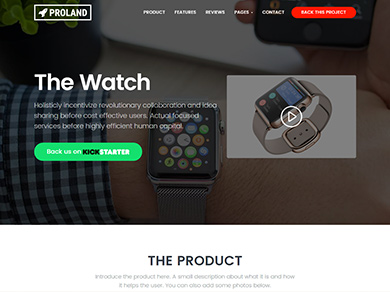 PROLAND
PRODUCT FEATURES REVIEWS PAGES CONTACT BACK THIS PROJECT
The Watch
Holisticly incentivize revolutionary collaboration and idea
sharing before cost effective users. Actual focused
services before highly efficient human capital.
Back us on KICKSTARTER
THE PRODUCT
Introduce the product here. A small description about what it is and how
it helps the user. You can also add some photos below.